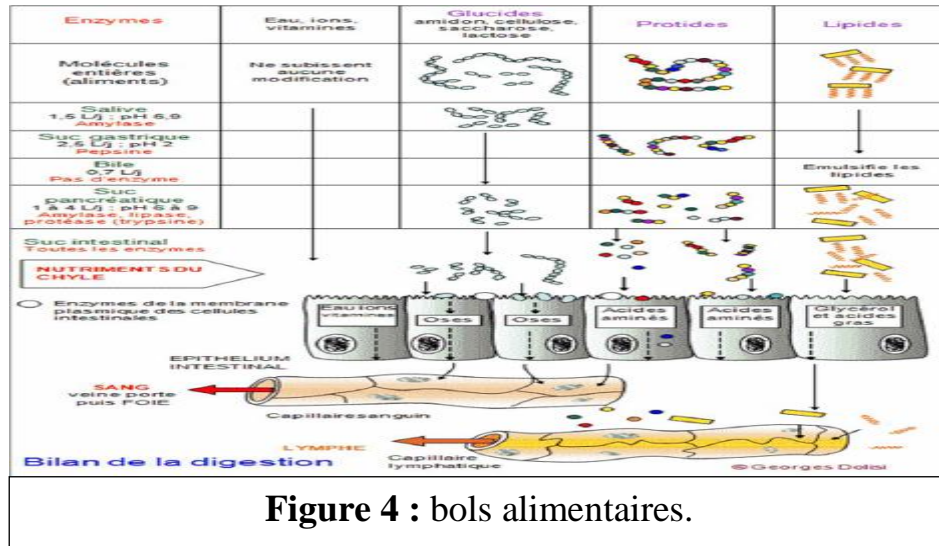 Enzymes
Eau, ions,
vitamines
Glucides
amidon, cellulose,
saccharose,
lactose
Protides
Lipides
Molécules
entières
(aliments)
Ne subissent
aucune
modification
Salive
1,5 L/j ; pH 6,9
Amylase
Suc gastrique
2,5 L/j ; pH 2
Pepsine
Bile
0,7 L/j
Pas d'enzyme
Emulsifie les
lipides
Suc
pancréatique
1 à 4 L/j ; pH 6 à 9
Amylase, lipase,
protéase (trypsine)
Suc intestinal
Toutes les enzymes
NUTRIMENTS DU
CHYLE
Enzymes de la membrane
plasmique des cellules
intestinales
Eau ions
vitamines
Oses
Oses
Acides
aminés
Acides
aminés
Glycérol
et acides
gras
EPITHELIUM
INTESTINAL
SANG
veine porte
puis FOIE
Capillaire sanguin
LYMPHE
Capillaire
lymphatique
Bilan de la digestion
© Georges Dolisi
Figure 4 : bols alimentaires.